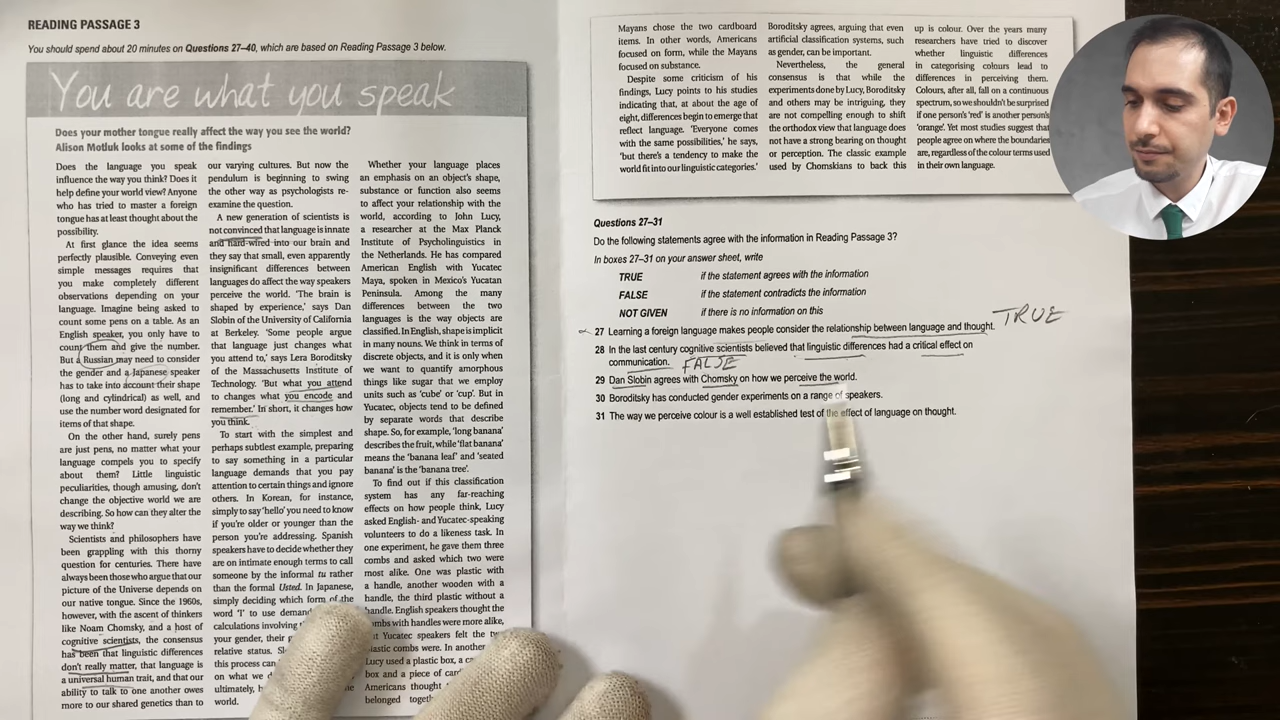 READING PASSAGE 3
You should spend about 20 minutes on Questions 27–40, which are based on Reading Passage 3 below.
You are what you speak
Does your mother tongue really affect the way you see the world?
Alison Motluk looks at some of the findings
Does the language you speak
influence the way you think? Does it
help define your world view? Anyone
who has tried to master a foreign
tongue has at least thought about the
possibility.
At first glance the idea seems
perfectly plausible. Conveying even
simple messages requires that
you make completely different
observations depending on your
language. Imagine being asked to
count some pens on a table. As an
English speaker, you only have to
count them and give the number.
But a Russian may need to consider
the gender and a Japanese speaker
has to take into account their shape
(long and cylindrical) as well, and
use the number word designated for
items of that shape.
On the other hand, surely pens
are just pens, no matter what your
language compels you to specify
about them? Little linguistic
peculiarities, though amusing, don't
change the objective world we are
describing. So how can they alter the
way we think?
Scientists and philosophers have
been grappling with this thorny
question for centuries. There have
always been those who argue that our
picture of the Universe depends on
our native tongue. Since the 1960s,
however, with the ascent of thinkers
like Noam Chomsky, and a host of
cognitive scientists, the consensus
has been that linguistic differences
don't really matter, that language is
a universal human trait, and that our
ability to talk to one another owes
more to our shared genetics than to
our varying cultures. But now the
pendulum is beginning to swing
the other way as psychologists re-
examine the question.
A new generation of scientists is
not convinced that language is innate
and hard-wired into our brain and
they say that small, even apparently
insignificant differences between
languages do affect the way speakers
perceive the world. 'The brain is
shaped by experience,' says Dan
Slobin of the University of California
at Berkeley. 'Some people argue
that language just changes what
you attend to,' says Lera Boroditsky
of the Massachusetts Institute of
Technology. 'But what you attend
to changes what you encode and
remember.' In short, it changes how
you think.
To start with the simplest and
perhaps subtlest example, preparing
to say something in a particular
language demands that you pay
attention to certain things and ignore
others. In Korean, for instance,
simply to say 'hello' you need to know
if you're older or younger than the
person you're addressing. Spanish
speakers have to decide whether they
are on intimate enough terms to call
someone by the informal tu rather
than the formal Usted. In Japanese,
simply deciding which form of the
word 'I' to use demand
calculations involving
your gender, their
relative status.
this process can
on what we
ultimately,
world.
Whether your language places
an emphasis on an object's shape,
substance or function also seems
to affect your relationship with the
world, according to John Lucy,
a researcher at the Max Planck
Institute of Psycholinguistics in
the Netherlands. He has compared
American English with Yucatec
Maya, spoken in Mexico's Yucatan
Peninsula. Among the many
differences between the two
languages is the way objects are
classified. In English, shape is implicit
in many nouns. We think in terms of
discrete objects, and it is only when
we want to quantify amorphous
things like sugar that we employ
units such as 'cube' or 'cup'. But in
Yucatec, objects tend to be defined
by separate words that describe
shape. So, for example, 'long banana'
describes the fruit, while 'flat banana'
means the 'banana leaf' and 'seated
banana' is the 'banana tree'.
To find out if this classification
system has any far-reaching
effects on how people think, Lucy
asked English- and Yucatec-speaking
volunteers to do a likeness task. In
one experiment, he gave them three
combs and asked which two were
most alike. One was plastic with
a handle, another wooden with a
handle, the third plastic without a
handle. English speakers thought the
combs with handles were more alike,
Yucatec speakers felt the
plastic combs were. In another
Lucy used a plastic box, a
box and a piece of
Americans thought
belonged
Mayans chose the two cardboard
items. In other words, Americans
focused on form, while the Mayans
focused on substance.
Despite some criticism of his
findings, Lucy points to his studies
indicating that, at about the age of
eight, differences begin to emerge that
reflect language. 'Everyone comes
with the same possibilities,' he says,
'but there's a tendency to make the
world fit into our linguistic categories.'
Boroditsky agrees, arguing that even
artificial classification systems, such
as gender, can be important.
Nevertheless, the general
consensus is that while the
experiments done by Lucy, Boroditsky
and others may be intriguing, they
are not compelling enough to shift
the orthodox view that language does
not have a strong bearing on thought
or perception. The classic example
used by Chomskians to back this
up is colour. Over the years many
researchers have tried to discover
whether linguistic differences
in categorising colours lead to
differences in perceiving them.
Colours, after all, fall on a continuous
spectrum, so we shouldn't be surprised
if one person's 'red' is another person's
'orange'. Yet most studies suggest that
people agree on where the boundaries
are, regardless of the colour terms used
in their own language.
Questions 27–31
Do the following statements agree with the information in Reading Passage 3?
In boxes 27–31 on your answer sheet, write
TRUE if the statement agrees with the information
FALSE if the statement contradicts the information
NOT GIVEN if there is no information on this
27 Learning a foreign language makes people consider the relationship between language and thought. TRUE
28 In the last century cognitive scientists believed that linguistic differences had a critical effect on
communication. FALSE
29 Dan Slobin agrees with Chomsky on how we perceive the world.
30 Boroditsky has conducted gender experiments on a range of speakers.
31 The way we perceive colour is a well established test of the effect of language on thought.